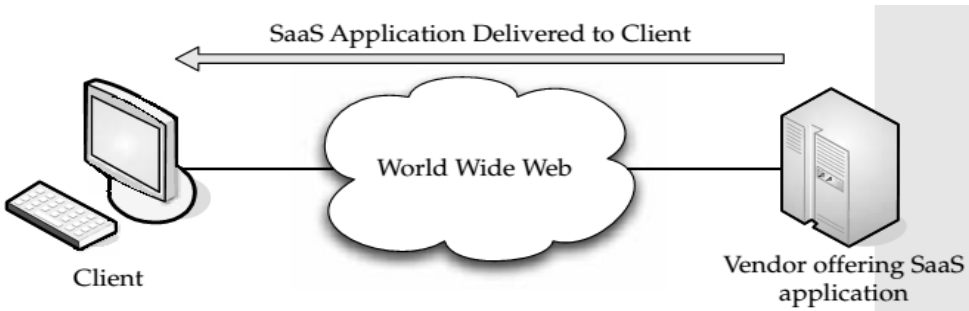 SaaS Application Delivered to Client
World Wide Web
Client
Vendor offering SaaS
application